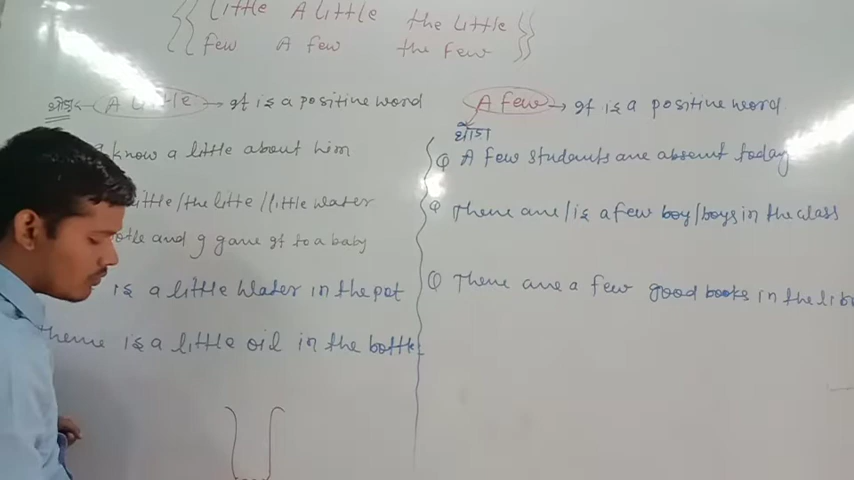 Little A Little the Little
few A few the few
A Little → It is a positive word
know a little about him
little/the little/little water
bottle and g gave it to a baby
is a little water in the pot
There is a little oil in the bottle
A few → It is a positive word
A few students are absent today
There are/is a few boy/boys in the class
There are a few good books in the